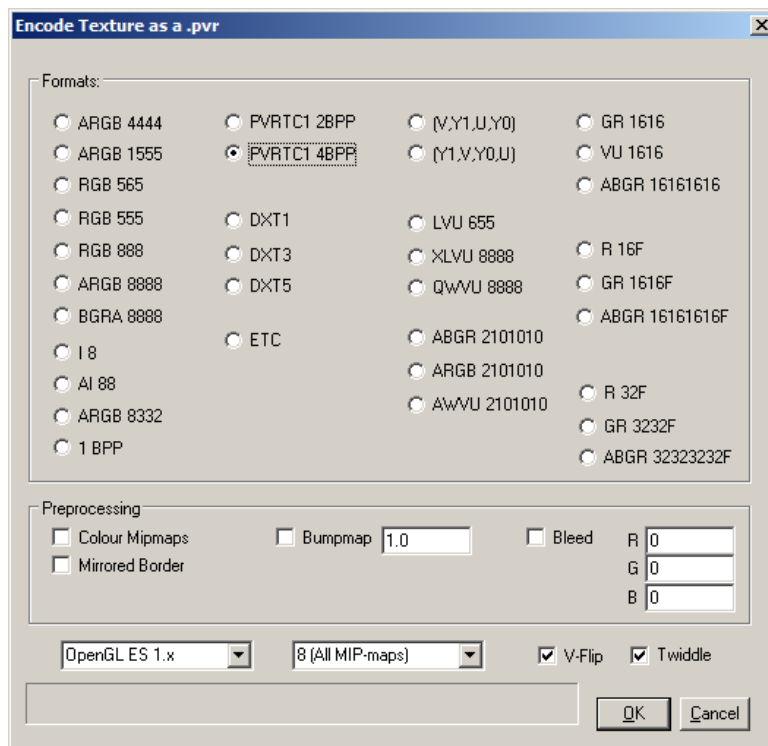 Encode Texture as a .pvr
Formats:
ARGB 4444 PVRTC1 2BPP (V,Y1,U,Y0) GR 1616
ARGB 1555 PVRTC1 4BPP (Y1,V,Y0,U) VU 1616
RGB 565 ABGR 16161616
RGB 555 DXT1 LVU 655
RGB 888 DXT3 XLVU 8888 R 16F
ARGB 8888 DXT5 QWVU 8888 GR 1616F
BGRA 8888 ABGR 16161616F
I 8 ETC ABGR 2101010
AI 88 ARGB 2101010 R 32F
ARGB 8332 AWVU 2101010 GR 3232F
1 BPP ABGR 32323232F
Preprocessing
Colour Mipmaps Bumpmap 1.0 Bleed R 0
Mirrored Border G 0
B 0
OpenGL ES 1.x 8 (All MIP-maps) V-Flip Twiddle
OK Cancel